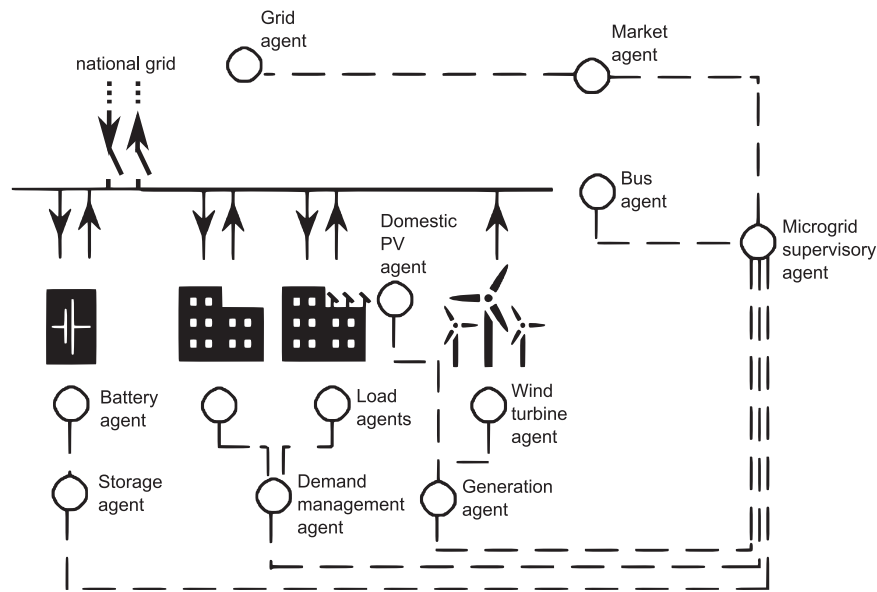 Grid
agent
Market
agent
national grid
Bus
agent
Domestic
PV
agent
Microgrid
supervisory
agent
Battery
agent
Load
agents
Wind
turbine
agent
Storage
agent
Demand
management
agent
Generation
agent